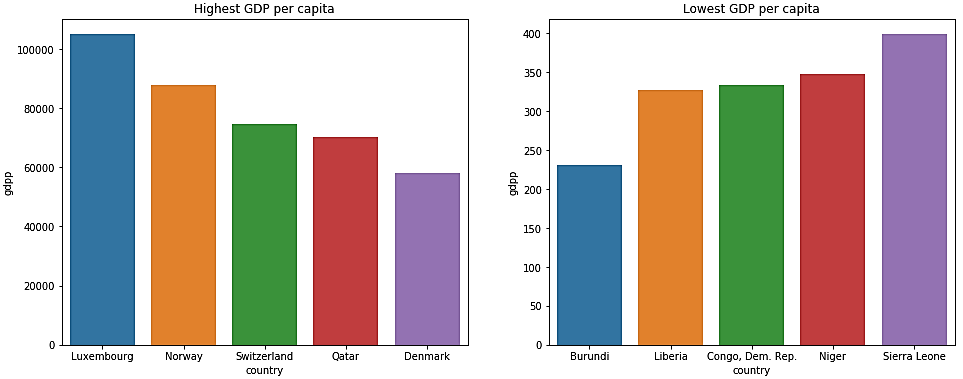 Highest GDP per capita
100000
80000
60000
40000
20000
0
gdpp
Luxembourg Norway Switzerland Qatar Denmark
country
Lowest GDP per capita
400
350
300
250
200
150
100
50
0
gdpp
Burundi Liberia Congo, Dem. Rep. Niger Sierra Leone
country